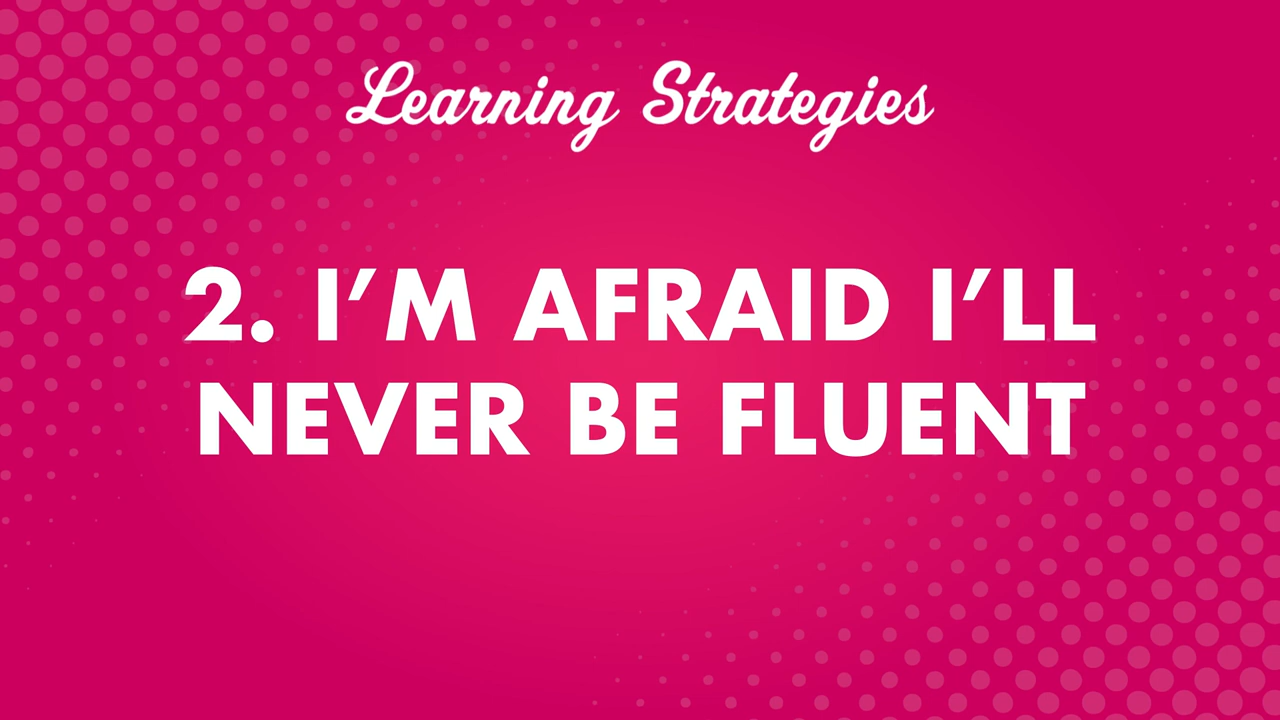 Learning Strategies
2. I’M AFRAID I’LL
NEVER BE FLUENT